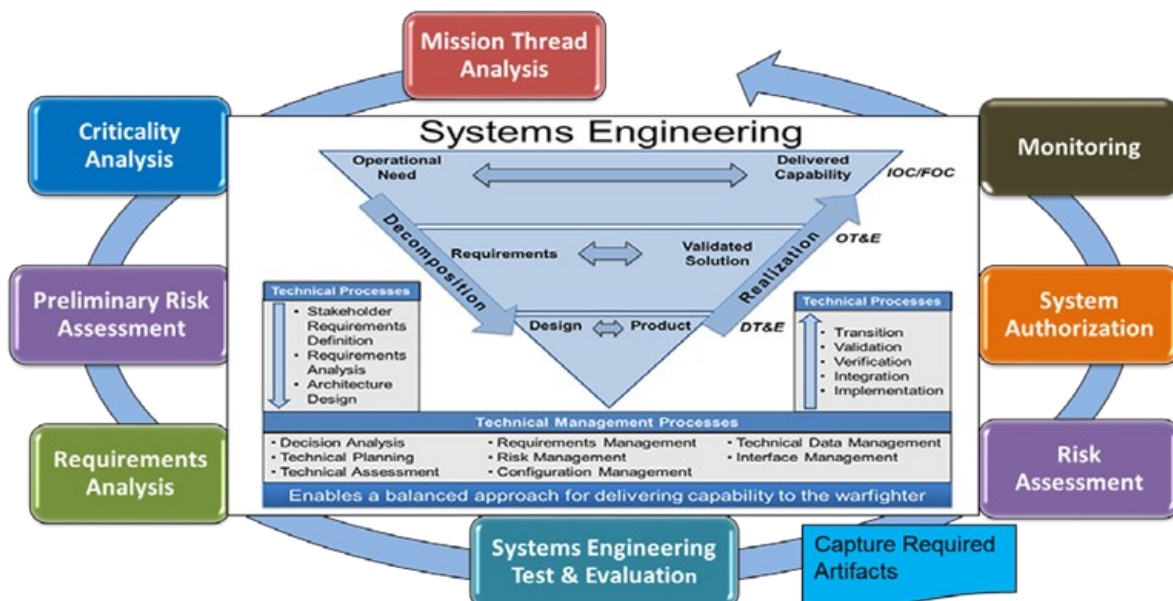 Mission Thread
Analysis
Criticality
Analysis
Preliminary Risk
Assessment
Requirements
Analysis
Systems Engineering
Test & Evaluation
Capture Required
Artifacts
Risk
Assessment
System
Authorization
Monitoring
Systems Engineering
Operational
Need
Delivered
Capability
IOC/FOC
Decomposition
Requirements
Validated
Solution
Realization
OT&E
Design
Product
DT&E
Technical Processes
• Stakeholder
Requirements
Definition
• Requirements
Analysis
• Architecture
Design
Technical Processes
• Transition
• Validation
• Verification
• Integration
• Implementation
Technical Management Processes
• Decision Analysis
• Technical Planning
• Technical Assessment
• Requirements Management
• Risk Management
• Configuration Management
• Technical Data Management
• Interface Management
Enables a balanced approach for delivering capability to the warfighter